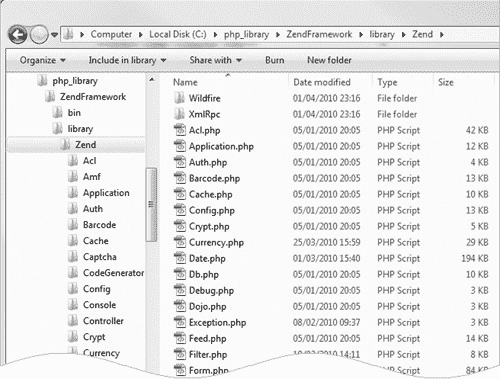 Computer ▸ Local Disk (C:) ▸ php_library ▸ ZendFramework ▸ library ▸ Zend ▸
Organize ▾ Include in library ▾ Share with ▾ Burn New folder
php_library
ZendFramework
bin
library
Zend
Acl
Amf
Application
Auth
Barcode
Cache
Captcha
CodeGenerator
Config
Console
Controller
Crypt
Currency
Name Date modified Type Size
Wildfire 01/04/2010 23:16 File folder
XmlRpc 01/04/2010 23:16 File folder
Acl.php 05/01/2010 20:05 PHP Script 42 KB
Application.php 05/01/2010 20:05 PHP Script 12 KB
Auth.php 05/01/2010 20:05 PHP Script 4 KB
Barcode.php 05/01/2010 20:05 PHP Script 13 KB
Cache.php 05/01/2010 20:05 PHP Script 10 KB
Config.php 05/01/2010 20:05 PHP Script 13 KB
Crypt.php 05/01/2010 20:05 PHP Script 5 KB
Currency.php 25/03/2010 15:59 PHP Script 29 KB
Date.php 01/03/2010 15:40 PHP Script 194 KB
Db.php 05/01/2010 20:05 PHP Script 10 KB
Debug.php 05/01/2010 20:05 PHP Script 3 KB
Dojo.php 05/01/2010 20:05 PHP Script 3 KB
Exception.php 08/02/2010 09:37 PHP Script 3 KB
Feed.php 05/01/2010 20:05 PHP Script 14 KB
Filter.php 14:11 PHP Script 8 KB
Form.php PHP Script 84 KB